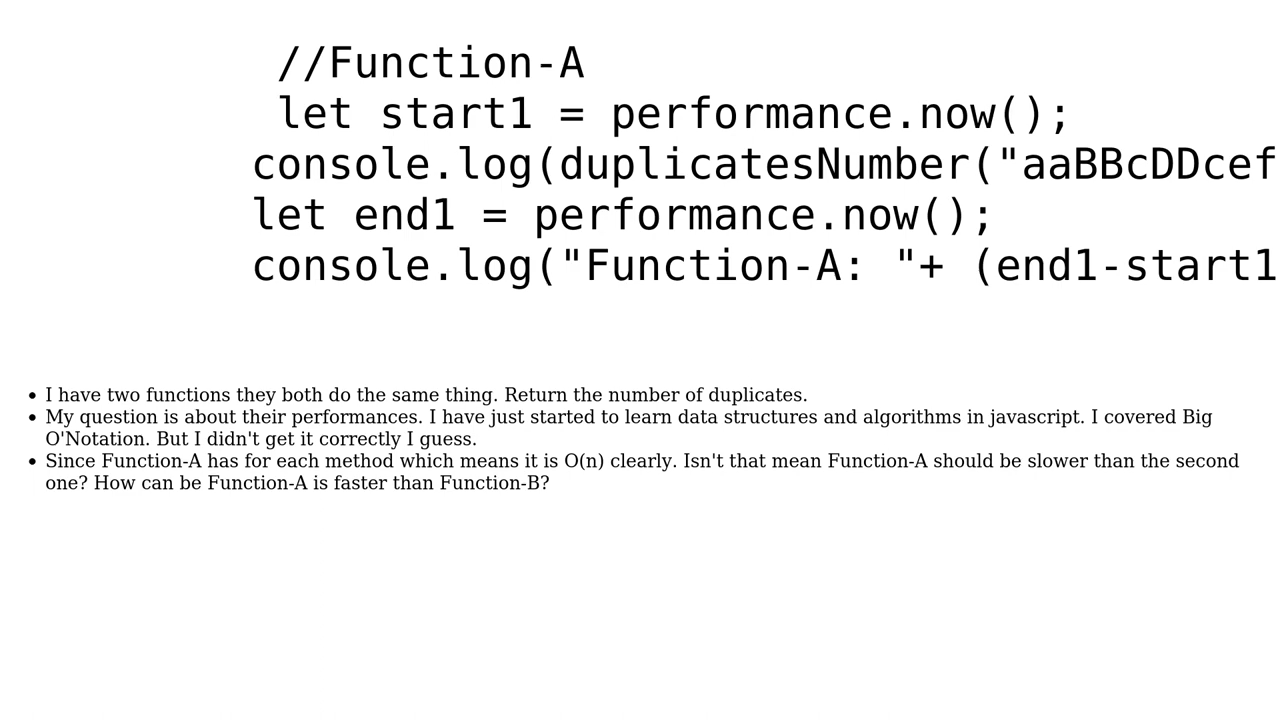 //Function-A
let start1 = performance.now();
console.log(duplicatesNumber("aaBBcDDcef
let end1 = performance.now();
console.log("Function-A: "+ (end1-start1
• I have two functions they both do the same thing. Return the number of duplicates.
• My question is about their performances. I have just started to learn data structures and algorithms in javascript. I covered Big
O'Notation. But I didn't get it correctly I guess.
• Since Function-A has for each method which means it is O(n) clearly. Isn't that mean Function-A should be slower than the second
one? How can be Function-A is faster than Function-B?